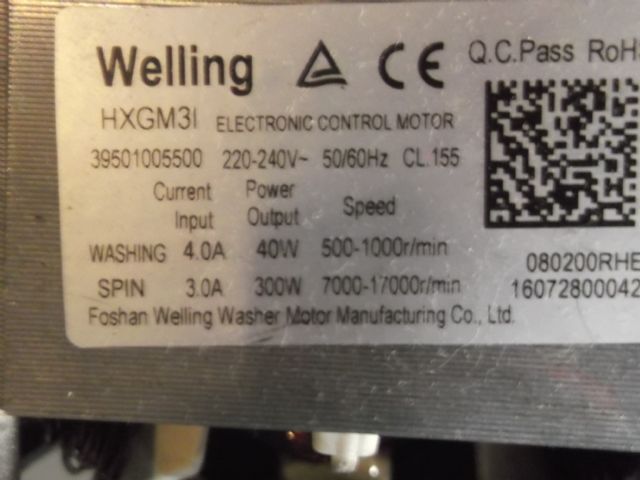 Welling CE Q.C.Pass RoH
HXGM3I ELECTRONIC CONTROL MOTOR
39501005500 220-240V~ 50/60Hz CL.155
Current Input Power Output Speed
WASHING 4.0A 40W 500-1000r/min
SPIN 3.0A 300W 7000-17000r/min
Foshan Welling Washer Motor Manufacturing Co., Ltd.
080200RHE
16072800042